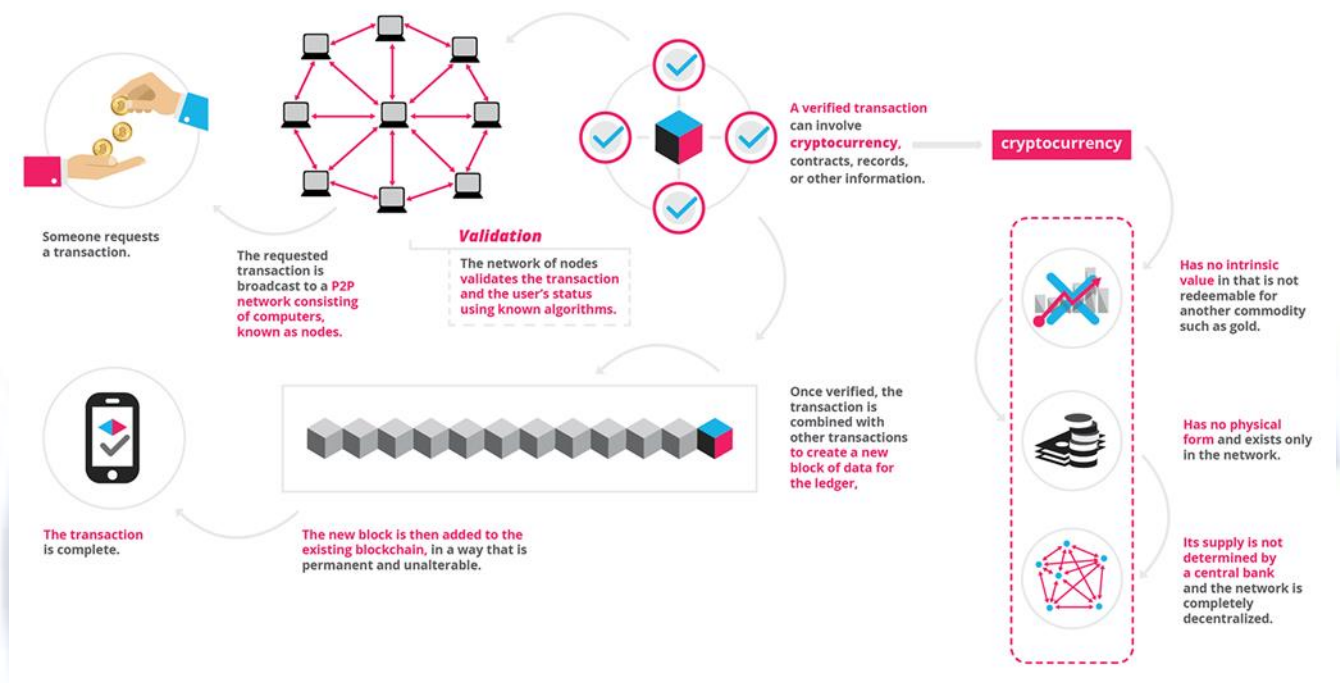 Someone requests
a transaction.
The requested
transaction is
broadcast to a P2P
network consisting
of computers,
known as nodes.
Validation
The network of nodes
validates the transaction
and the user's status
using known algorithms.
A verified transaction
can involve
cryptocurrency,
contracts, records,
or other information.
cryptocurrency
Has no intrinsic
value in that is not
redeemable for
another commodity
such as gold.
Has no physical
form and exists only
in the network.
Its supply is not
determined by
a central bank
and the network is
completely
decentralized.
Once verified, the
transaction is
combined with
other transactions
to create a new
block of data for
the ledger,
The new block is then added to the
existing blockchain, in a way that is
permanent and unalterable.
The transaction
is complete.